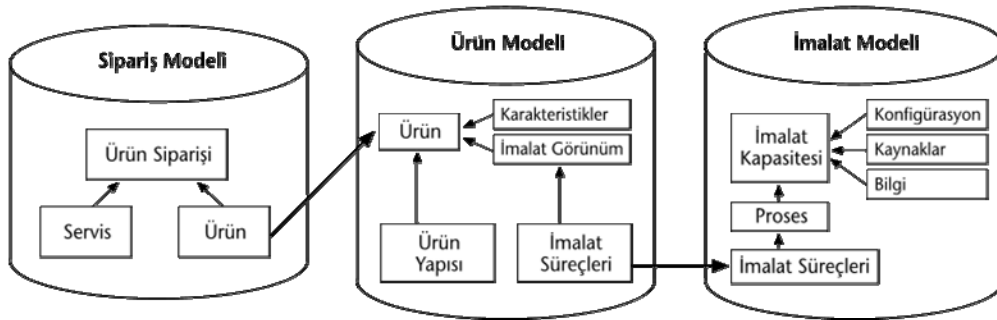 Sipariş Modeli
Ürün Siparişi
Servis
Ürün
Ürün Modeli
Ürün
Karakteristikler
İmalat Görünüm
Ürün
Yapısı
İmalat
Süreçleri
İmalat Modeli
İmalat
Kapasitesi
Konfigürasyon
Kaynaklar
Bilgi
Proses
İmalat Süreçleri